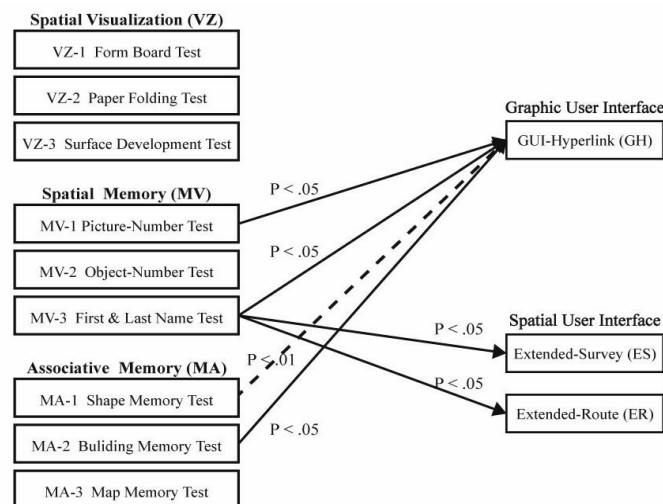 Spatial Visualization (VZ)
VZ-1 Form Board Test
VZ-2 Paper Folding Test
VZ-3 Surface Development Test
Spatial Memory (MV)
MV-1 Picture-Number Test
MV-2 Object-Number Test
MV-3 First & Last Name Test
Associative Memory (MA)
MA-1 Shape Memory Test
MA-2 Buliding Memory Test
MA-3 Map Memory Test
P < .05
P < .05
P < .01
P < .05
P < .05
P < .05
Graphic User Interface
GUI-Hyperlink (GH)
Spatial User Interface
Extended-Survey (ES)
Extended-Route (ER)